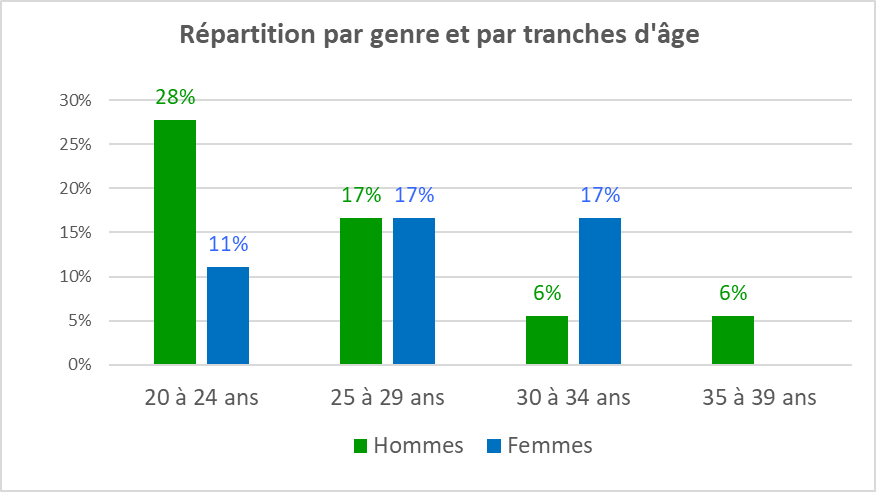 Répartition par genre et par tranches d'âge
28%
30%
25%
20%
17%
17%
17%
15%
11%
10%
6%
6%
5%
0%
20 à 24 ans
25 à 29 ans
30 à 34 ans
35 à 39 ans
Hommes
Femmes